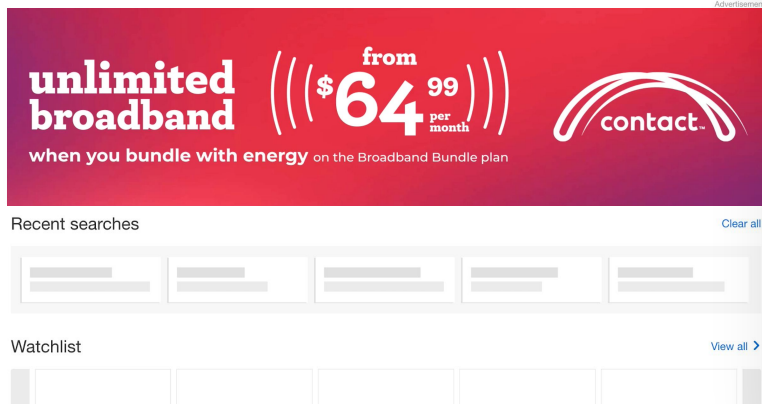 Advertisement
unlimited
broadband
from
$64.99
per
month
when you bundle with energy on the Broadband Bundle plan
contact™
Recent searches
Clear all
Watchlist
View all